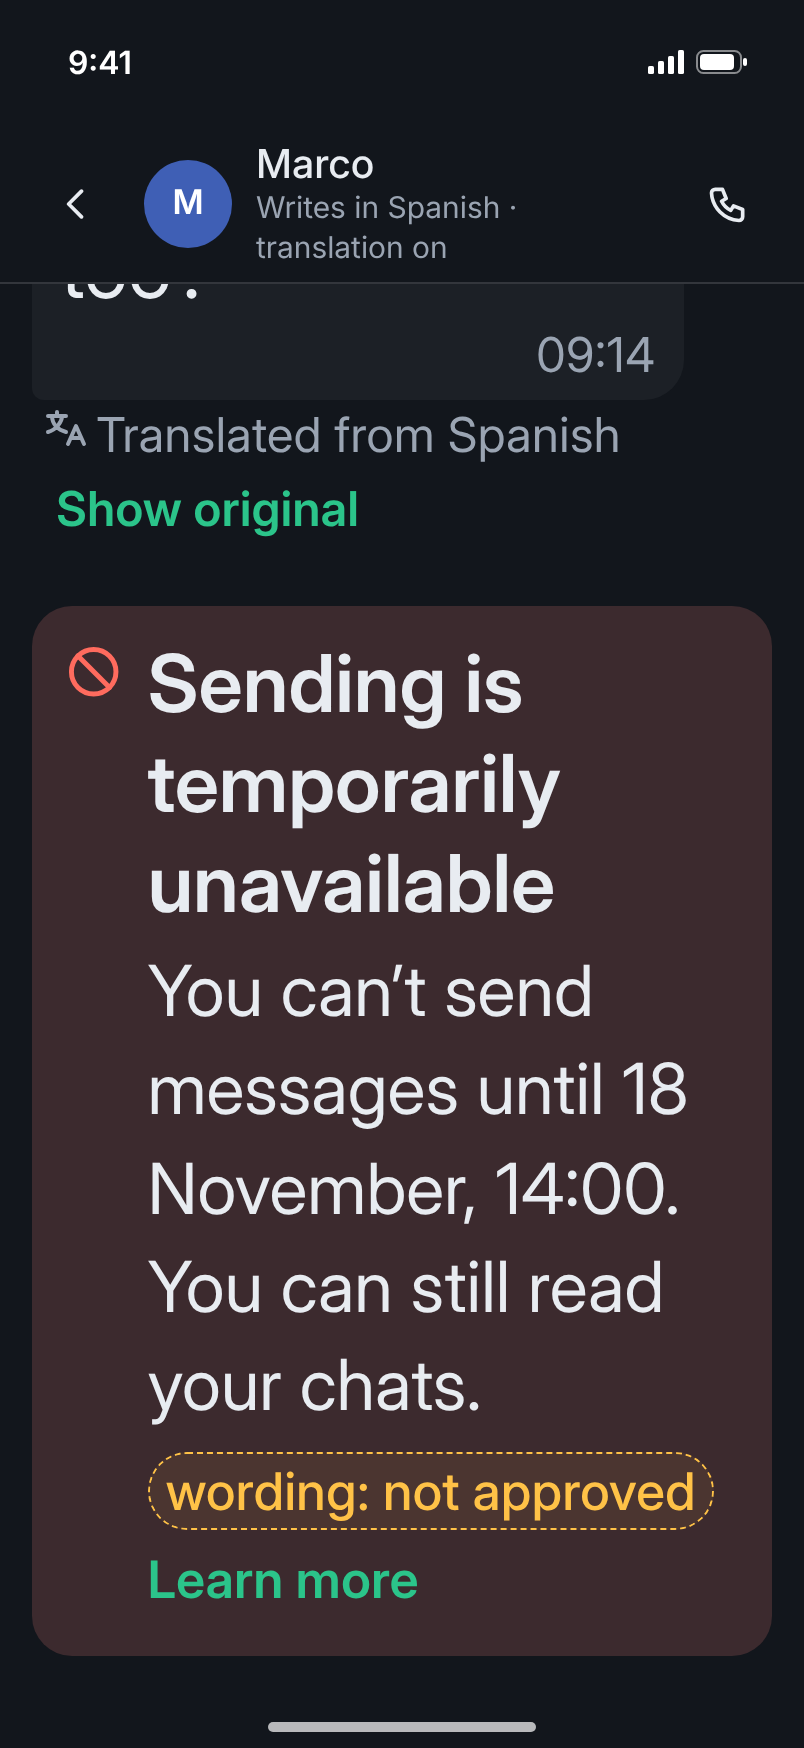 9:41
M
Marco
Writes in Spanish ·
translation on
09:14
Translated from Spanish
Show original
Sending is
temporarily
unavailable
You can’t send
messages until 18
November, 14:00.
You can still read
your chats.
wording: not approved
Learn more